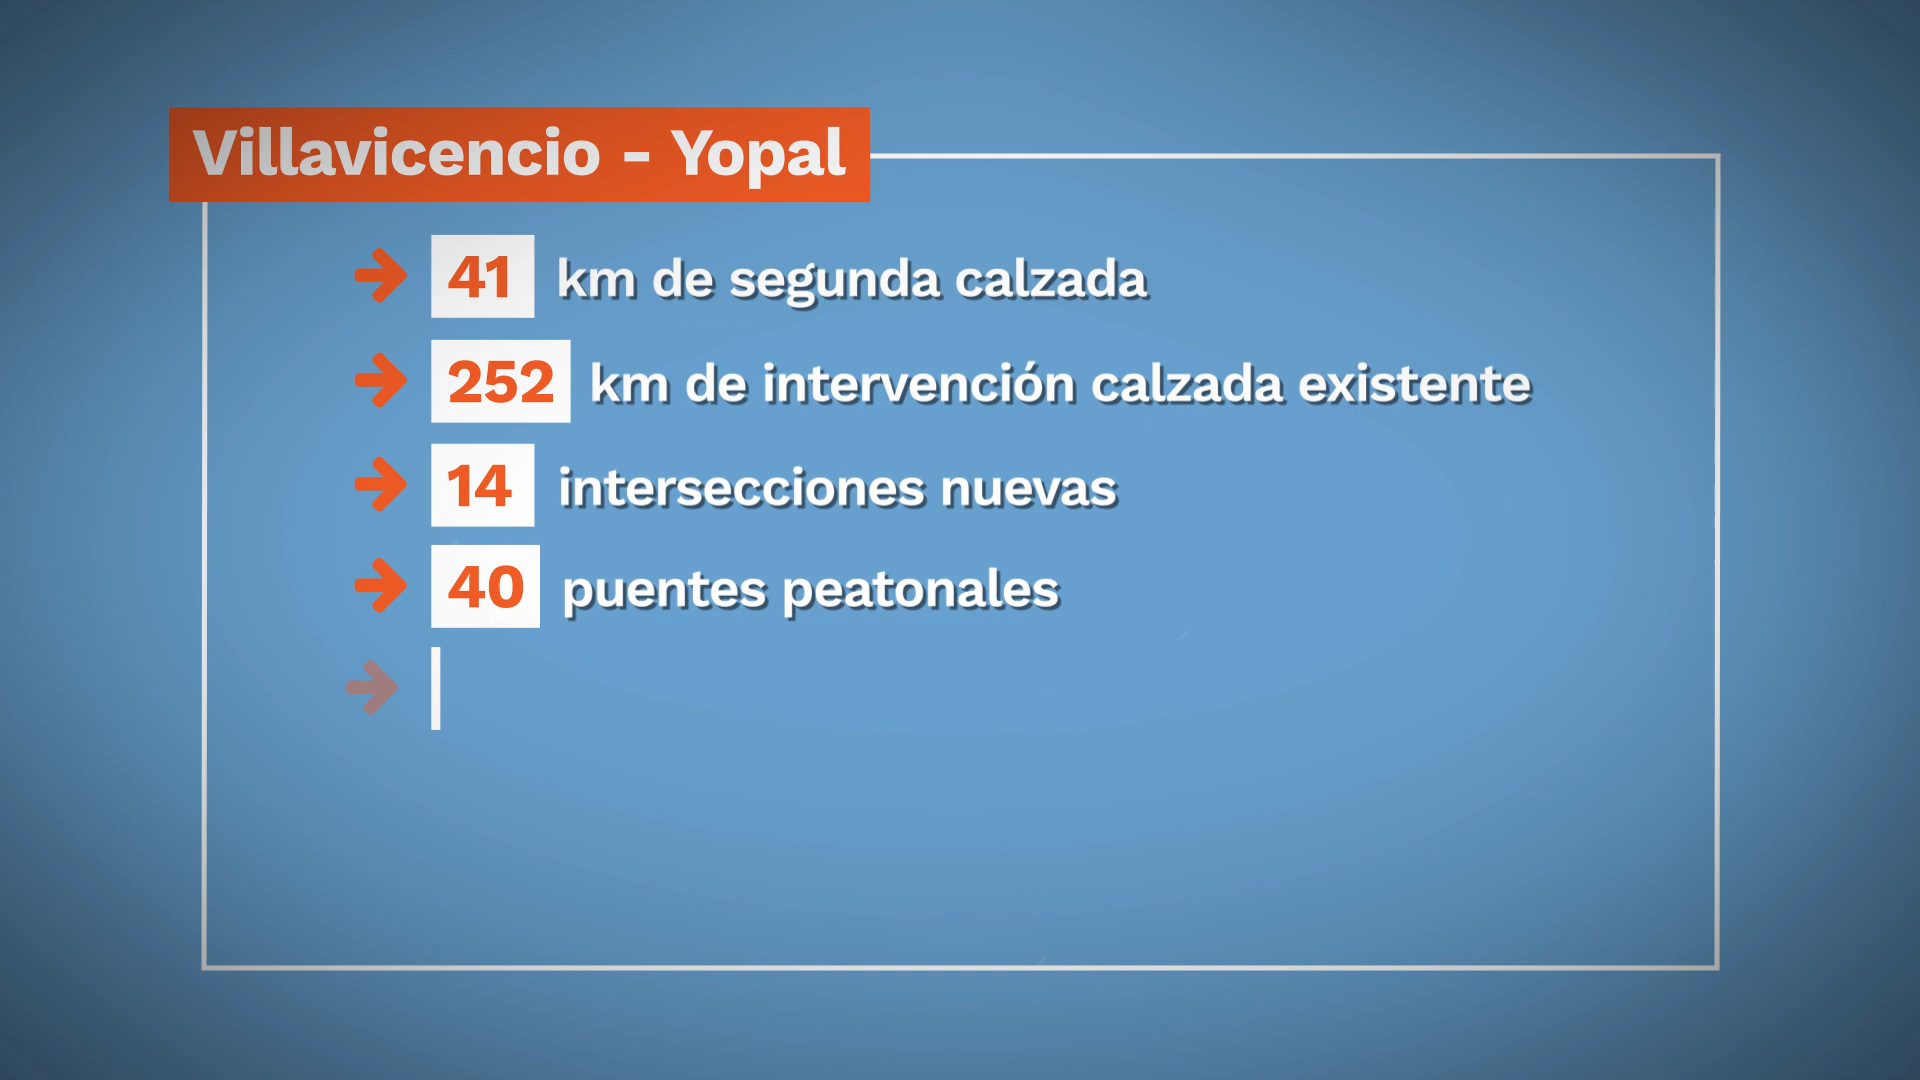 Villavicencio - Yopal
41 km de segunda calzada
252 km de intervención calzada existente
14 intersecciones nuevas
40 puentes peatonales